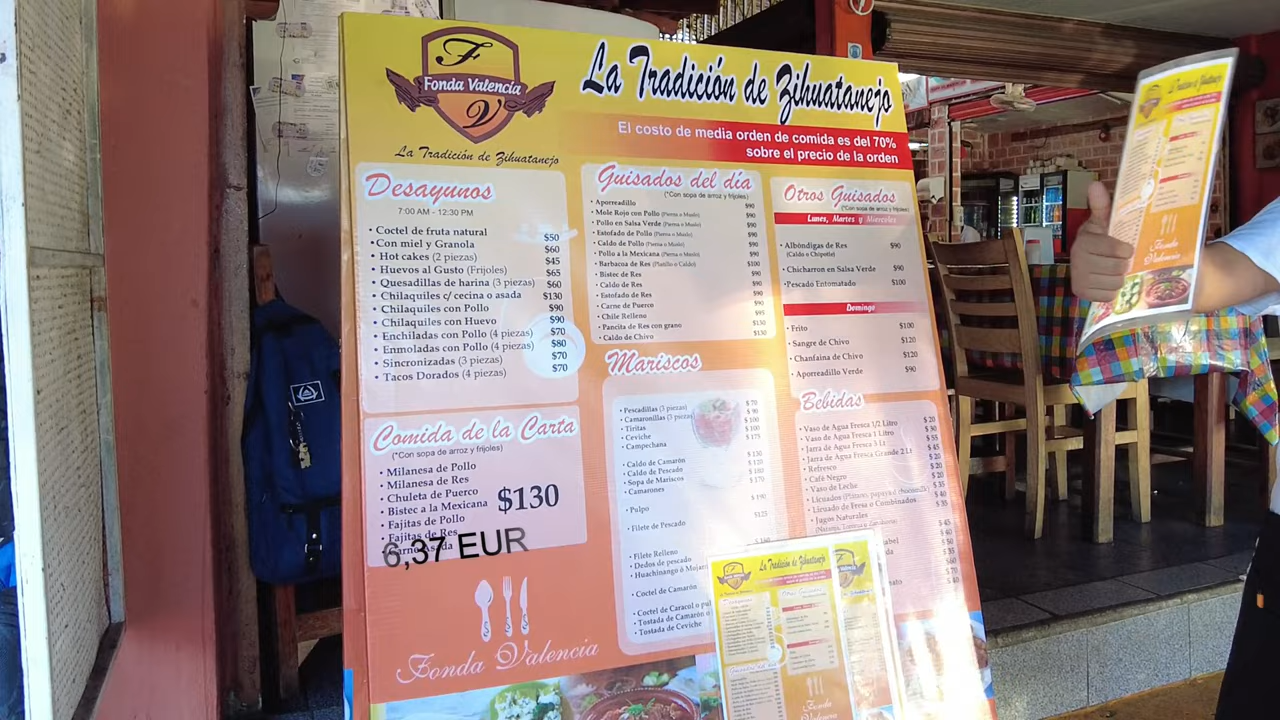 F
Fonda Valencia
V
La Tradición de Zihuatanejo
La Tradición de Zihuatanejo
El costo de media orden de comida es del 70%
sobre el precio de la orden
Desayunos
7:00 AM - 12:30 PM
• Coctel de fruta natural $50
• Con miel y Granola $60
• Hot cakes (2 piezas) $45
• Huevos al Gusto (Frijoles) $65
• Quesadillas de harina (3 piezas) $60
• Chilaquiles c/ cecina o asada $130
• Chilaquiles con Pollo $90
• Chilaquiles con Huevo $90
• Enchiladas con Pollo (4 piezas) $70
• Enmoladas con Pollo (4 piezas) $80
• Sincronizadas (3 piezas) $70
• Tacos Dorados (4 piezas) $70
Comida de la Carta
(*Con sopa de arroz y frijoles)
• Milanesa de Pollo
• Milanesa de Res
• Chuleta de Puerco
• Bistec a la Mexicana
• Fajitas de Pollo
• Fajitas de Res
$130
6,37 EUR
Fonda Valencia
Guisados del día
(*Con sopa de arroz y frijoles)
• Aporreadillo $90
• Mole Rojo con Pollo (Pierna o Muslo) $90
• Pollo en Salsa Verde (Pierna o Muslo) $90
• Estofado de Pollo (Pierna o Muslo) $90
• Caldo de Pollo (Pierna o Muslo) $90
• Pollo a la Mexicana (Pierna o Muslo) $90
• Barbacoa de Res (Platillo o Caldo) $100
• Bistec de Res $90
• Caldo de Res $90
• Estofado de Res $90
• Carne de Puerco $90
• Chile Relleno $95
• Pancita de Res con grano $130
• Caldo de Chivo $130
Mariscos
• Pescadillas (3 piezas) $ 70
• Camaronillas (3 piezas) $ 90
• Tiritas $ 100
• Ceviche $ 100
• Campechana $ 175
• Caldo de Camarón $ 130
• Caldo de Pescado $ 120
• Sopa de Mariscos $ 180
• Camarones $ 170
• Pulpo $ 190
• Filete de Pescado $125
• Filete Relleno $ 160
• Dedos de pescado
• Huachinango ó
• Coctel de Camarón
• Coctel de Caracol o
• Tostada de Camarón o
• Tostada de Ceviche
Otros Guisados
(*Con sopa de arroz y frijoles)
Lunes, Martes y Miercoles
• Albóndigas de Res $90
(Caldo o Chipotle)
• Chicharron en Salsa Verde $90
• Pescado Entomatado $100
Domingo
• Frito $100
• Sangre de Chivo $120
• Chanfaina de Chivo $120
• Aporreadillo Verde $90
Bebidas
• Vaso de Agua Fresca 1/2 Litro $ 20
• Vaso de Agua Fresca 1 Litro $ 30
• Jarra de Agua Fresca 3 Lt $ 55
• Jarra de Agua Fresca Grande 2 Lt $ 45
• Refresco $ 20
• Café Negro $ 20
• Vaso de Leche $ 20
• Licuados (Plátano, papaya ó chocomilk) $ 35
• Licuado de Fresa o Combinados $ 40
• Jugos Naturales $ 35
(Naranja, Toronja o Zanahoria)
La Tradición de Zihuatanejo
Fonda
Valencia
La Tradición de Zihuatanejo
Fonda